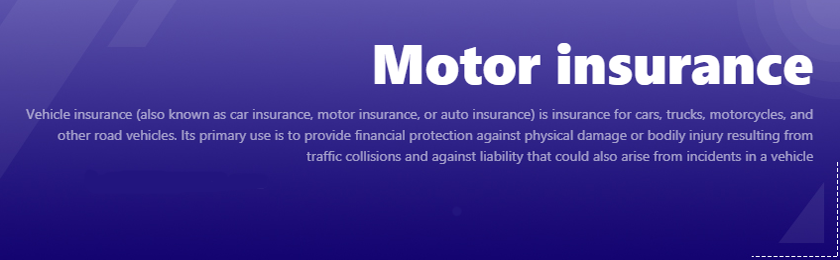 Motor insurance
Vehicle insurance (also known as car insurance, motor insurance, or auto insurance) is insurance for cars, trucks, motorcycles, and
other road vehicles. Its primary use is to provide financial protection against physical damage or bodily injury resulting from
traffic collisions and against liability that could also arise from incidents in a vehicle